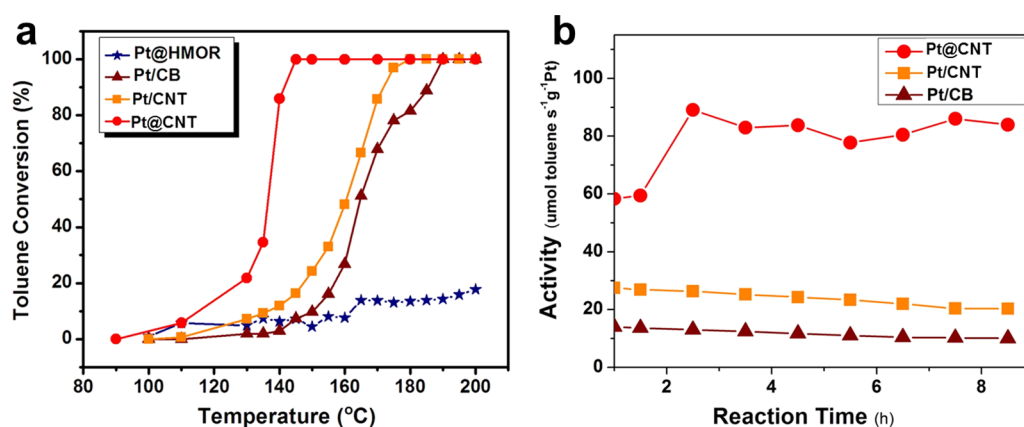 a
Pt@HMOR
Pt/CB
Pt/CNT
Pt@CNT
Toluene Conversion (%)
100
80
60
40
20
0
80
100
120
140
160
180
200
Temperature (°C)
b
Pt@CNT
Pt/CNT
Pt/CB
Activity (umol toluene s⁻¹g⁻¹Pt)
100
80
60
40
20
0
2
4
6
8
Reaction Time (h)